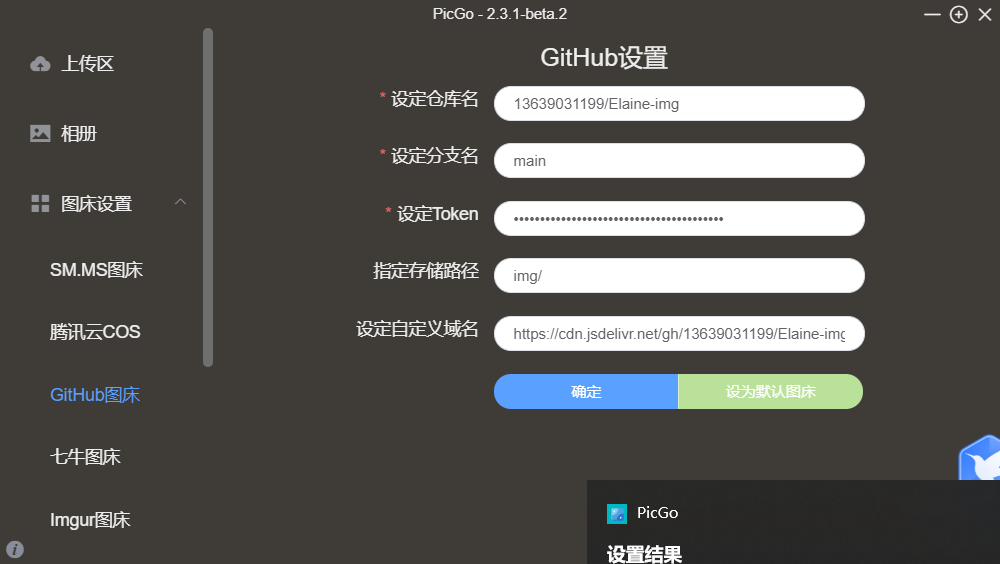 PicGo - 2.3.1-beta.2
上传区
相册
图床设置
SM.MS图床
腾讯云COS
GitHub图床
七牛图床
Imgur图床
GitHub设置
* 设定仓库名 13639031199/Elaine-img
* 设定分支名 main
* 设定Token ••••••••••••••••••••••••••••••••••••••••
指定存储路径 img/
设定自定义域名 https://cdn.jsdelivr.net/gh/13639031199/Elaine-img
确定 设为默认图床
PicGo
设置结果